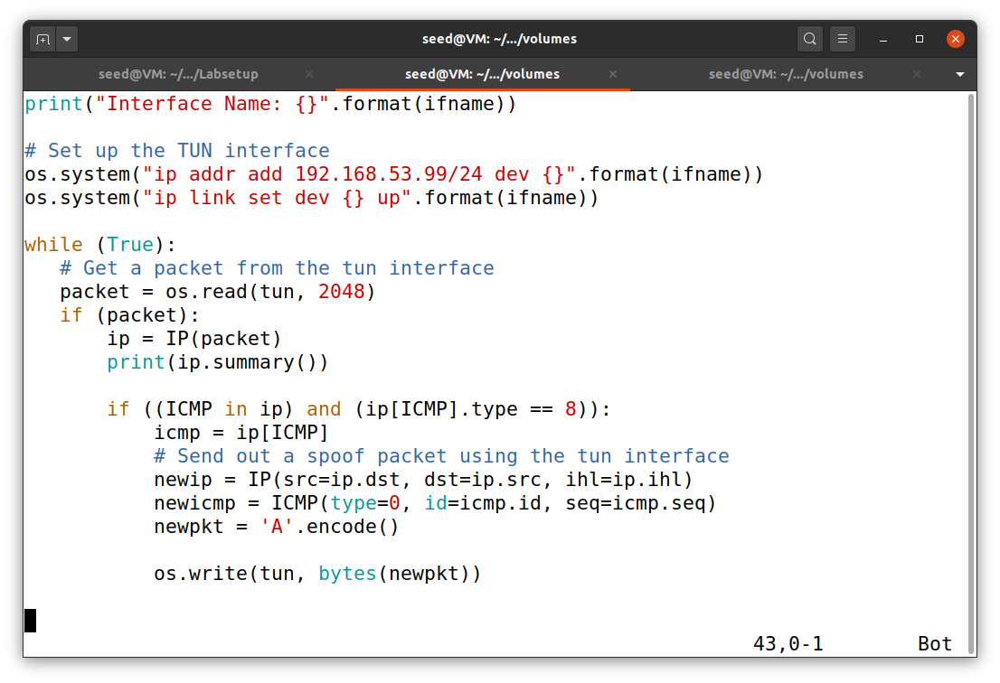 seed@VM: ~/.../volumes
seed@VM: ~/.../Labsetup
seed@VM: ~/.../volumes
seed@VM: ~/.../volumes
print("Interface Name: {}".format(ifname))

# Set up the TUN interface
os.system("ip addr add 192.168.53.99/24 dev {}".format(ifname))
os.system("ip link set dev {} up".format(ifname))

while (True):
   # Get a packet from the tun interface
   packet = os.read(tun, 2048)
   if (packet):
       ip = IP(packet)
       print(ip.summary())

       if ((ICMP in ip) and (ip[ICMP].type == 8)):
           icmp = ip[ICMP]
           # Send out a spoof packet using the tun interface
           newip = IP(src=ip.dst, dst=ip.src, ihl=ip.ihl)
           newicmp = ICMP(type=0, id=icmp.id, seq=icmp.seq)
           newpkt = 'A'.encode()

           os.write(tun, bytes(newpkt))

43,0-1 Bot